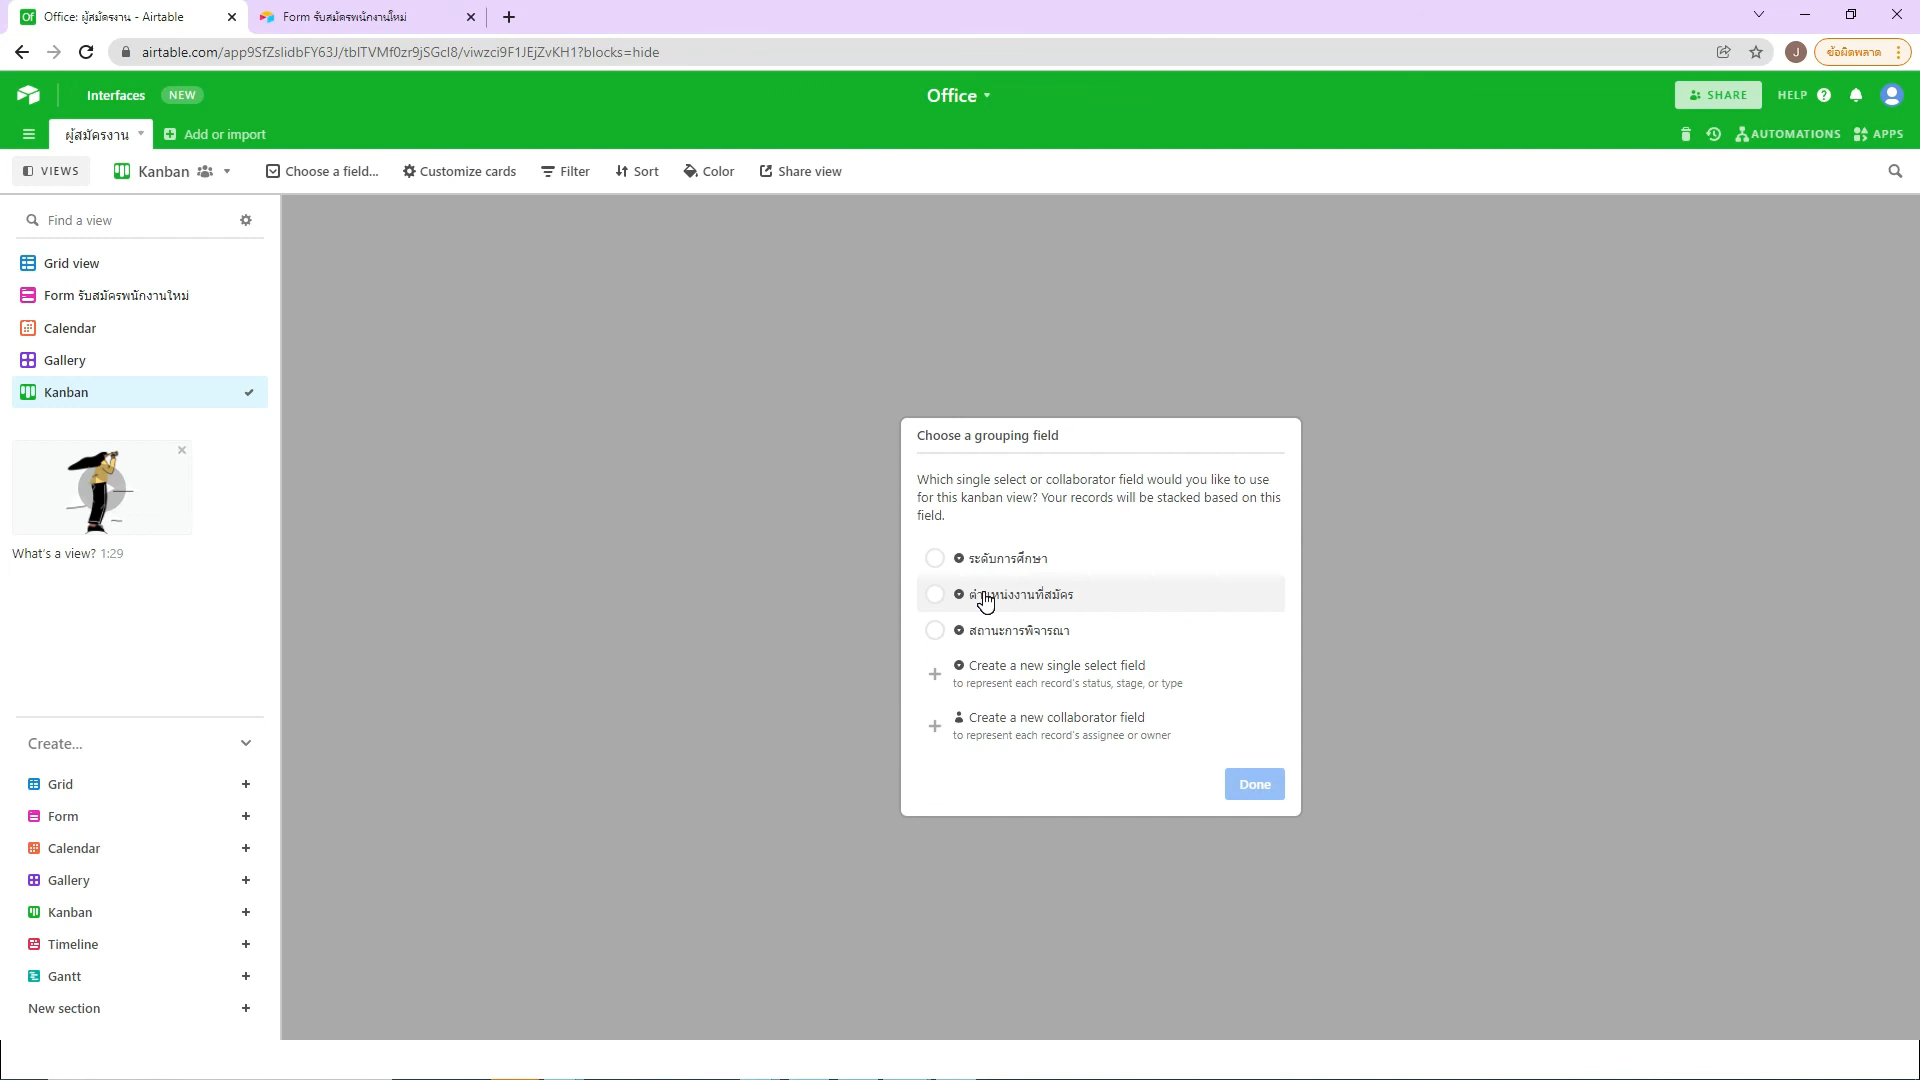 Office: ผู้สมัครงาน - Airtable
Form รับสมัครพนักงานใหม่
airtable.com/app9SfZslidbFY63J/tblTVMf0zr9jSGcl8/viwzci9F1JEjZvKH1?blocks=hide
J
ข้อผิดพลาด
Interfaces
NEW
Office
SHARE
HELP
ผู้สมัครงาน
Add or import
AUTOMATIONS
APPS
VIEWS
Kanban
Choose a field...
Customize cards
Filter
Sort
Color
Share view
Find a view
Grid view
Form รับสมัครพนักงานใหม่
Calendar
Gallery
Kanban
What's a view? 1:29
Create...
Grid
Form
Calendar
Gallery
Kanban
Timeline
Gantt
New section
Choose a grouping field
Which single select or collaborator field would you like to use
for this kanban view? Your records will be stacked based on this
field.
ระดับการศึกษา
ตำแหน่งงานที่สมัคร
สถานะการพิจารณา
Create a new single select field
to represent each record's status, stage, or type
Create a new collaborator field
to represent each record's assignee or owner
Done